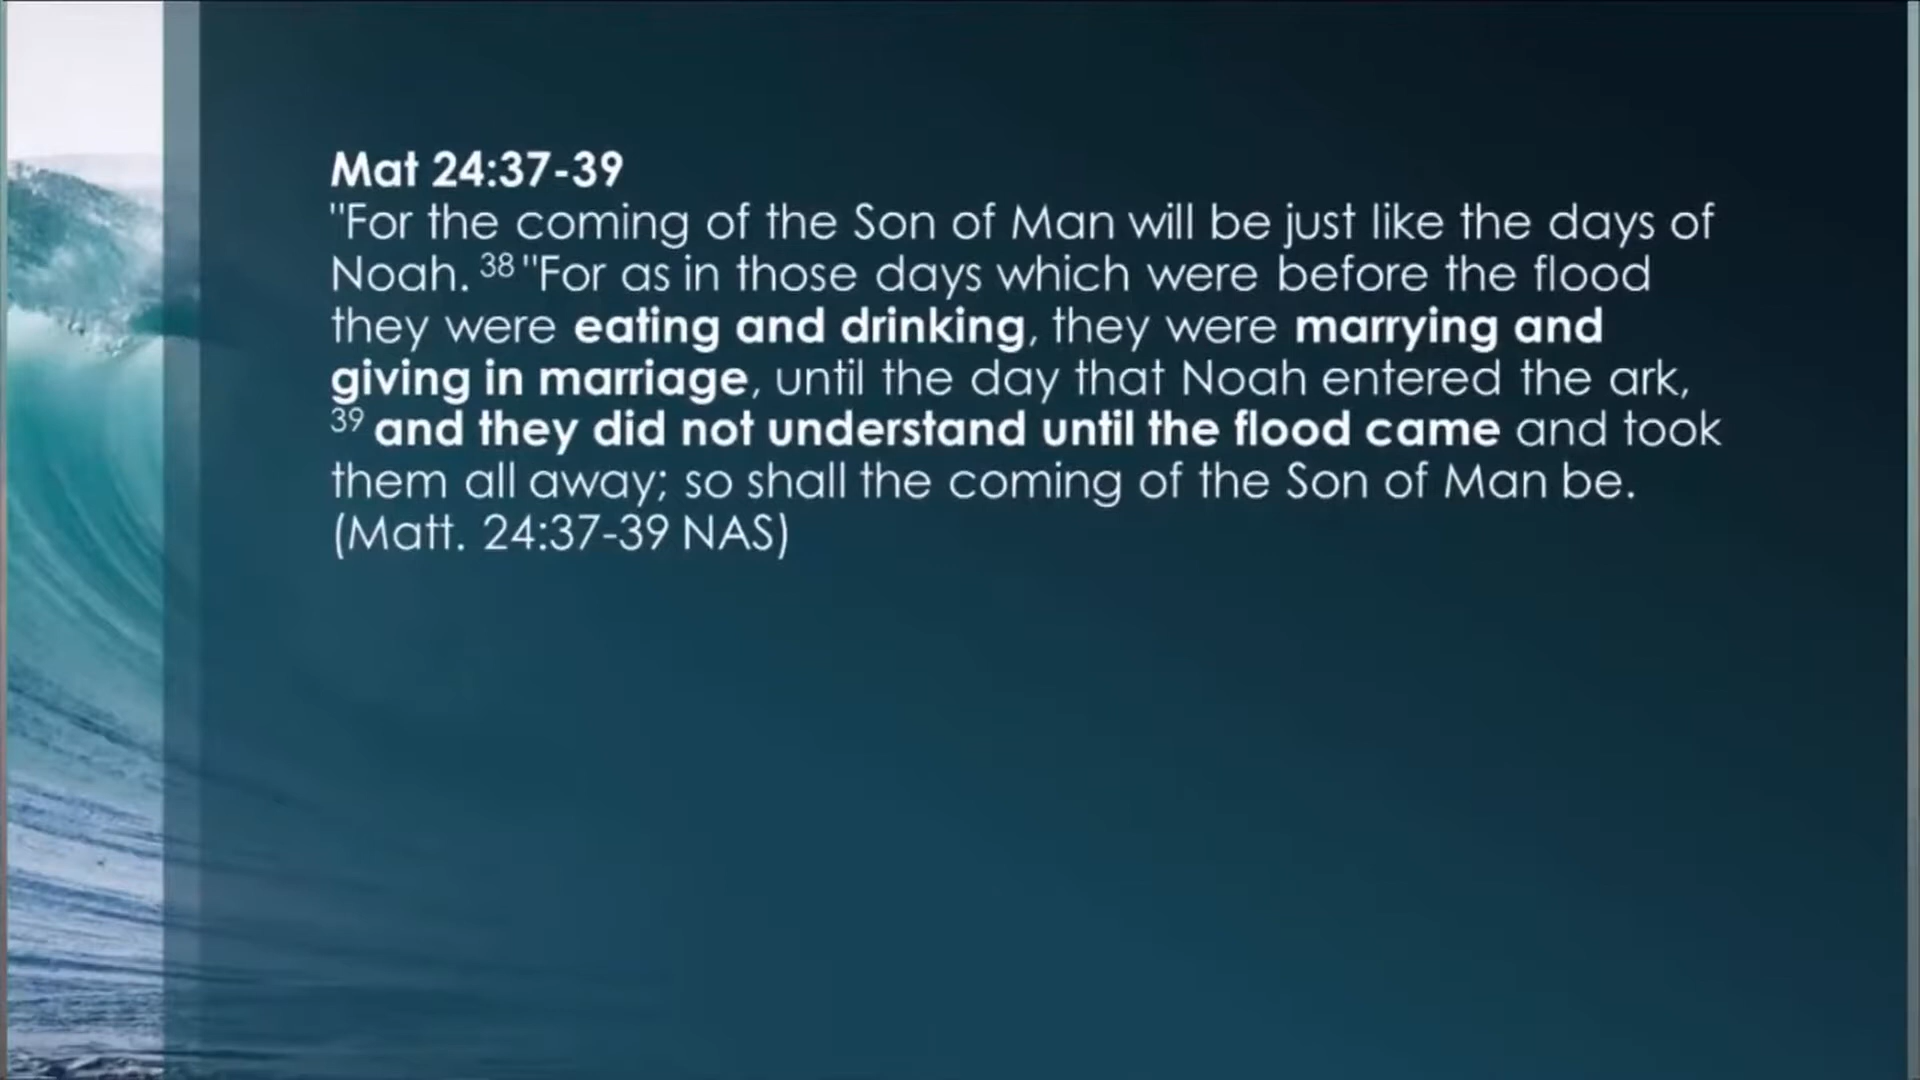 Mat 24:37-39
"For the coming of the Son of Man will be just like the days of
Noah. 38 "For as in those days which were before the flood
they were eating and drinking, they were marrying and
giving in marriage, until the day that Noah entered the ark,
39 and they did not understand until the flood came and took
them all away; so shall the coming of the Son of Man be.
(Matt. 24:37-39 NAS)